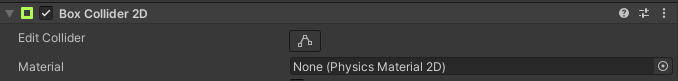 Box Collider 2D
Edit Collider
Material None (Physics Material 2D)